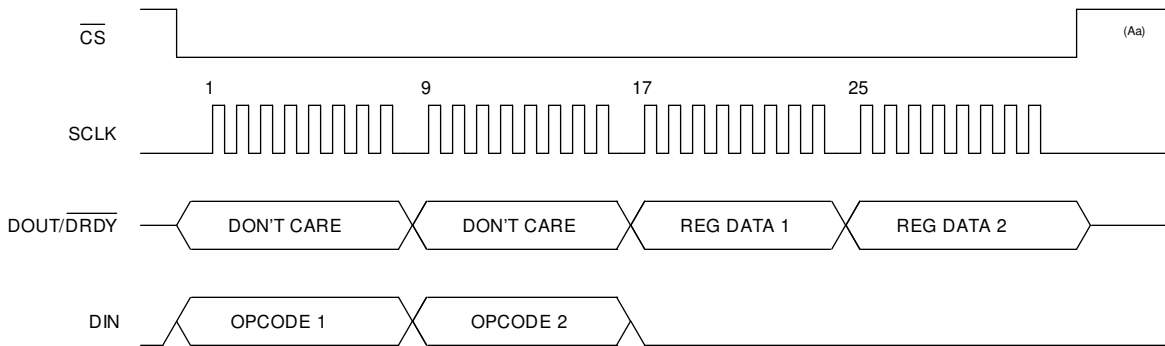 CS
(Aa)
1 9 17 25
SCLK
DOUT/DRDY DON'T CARE DON'T CARE REG DATA 1 REG DATA 2
DIN OPCODE 1 OPCODE 2